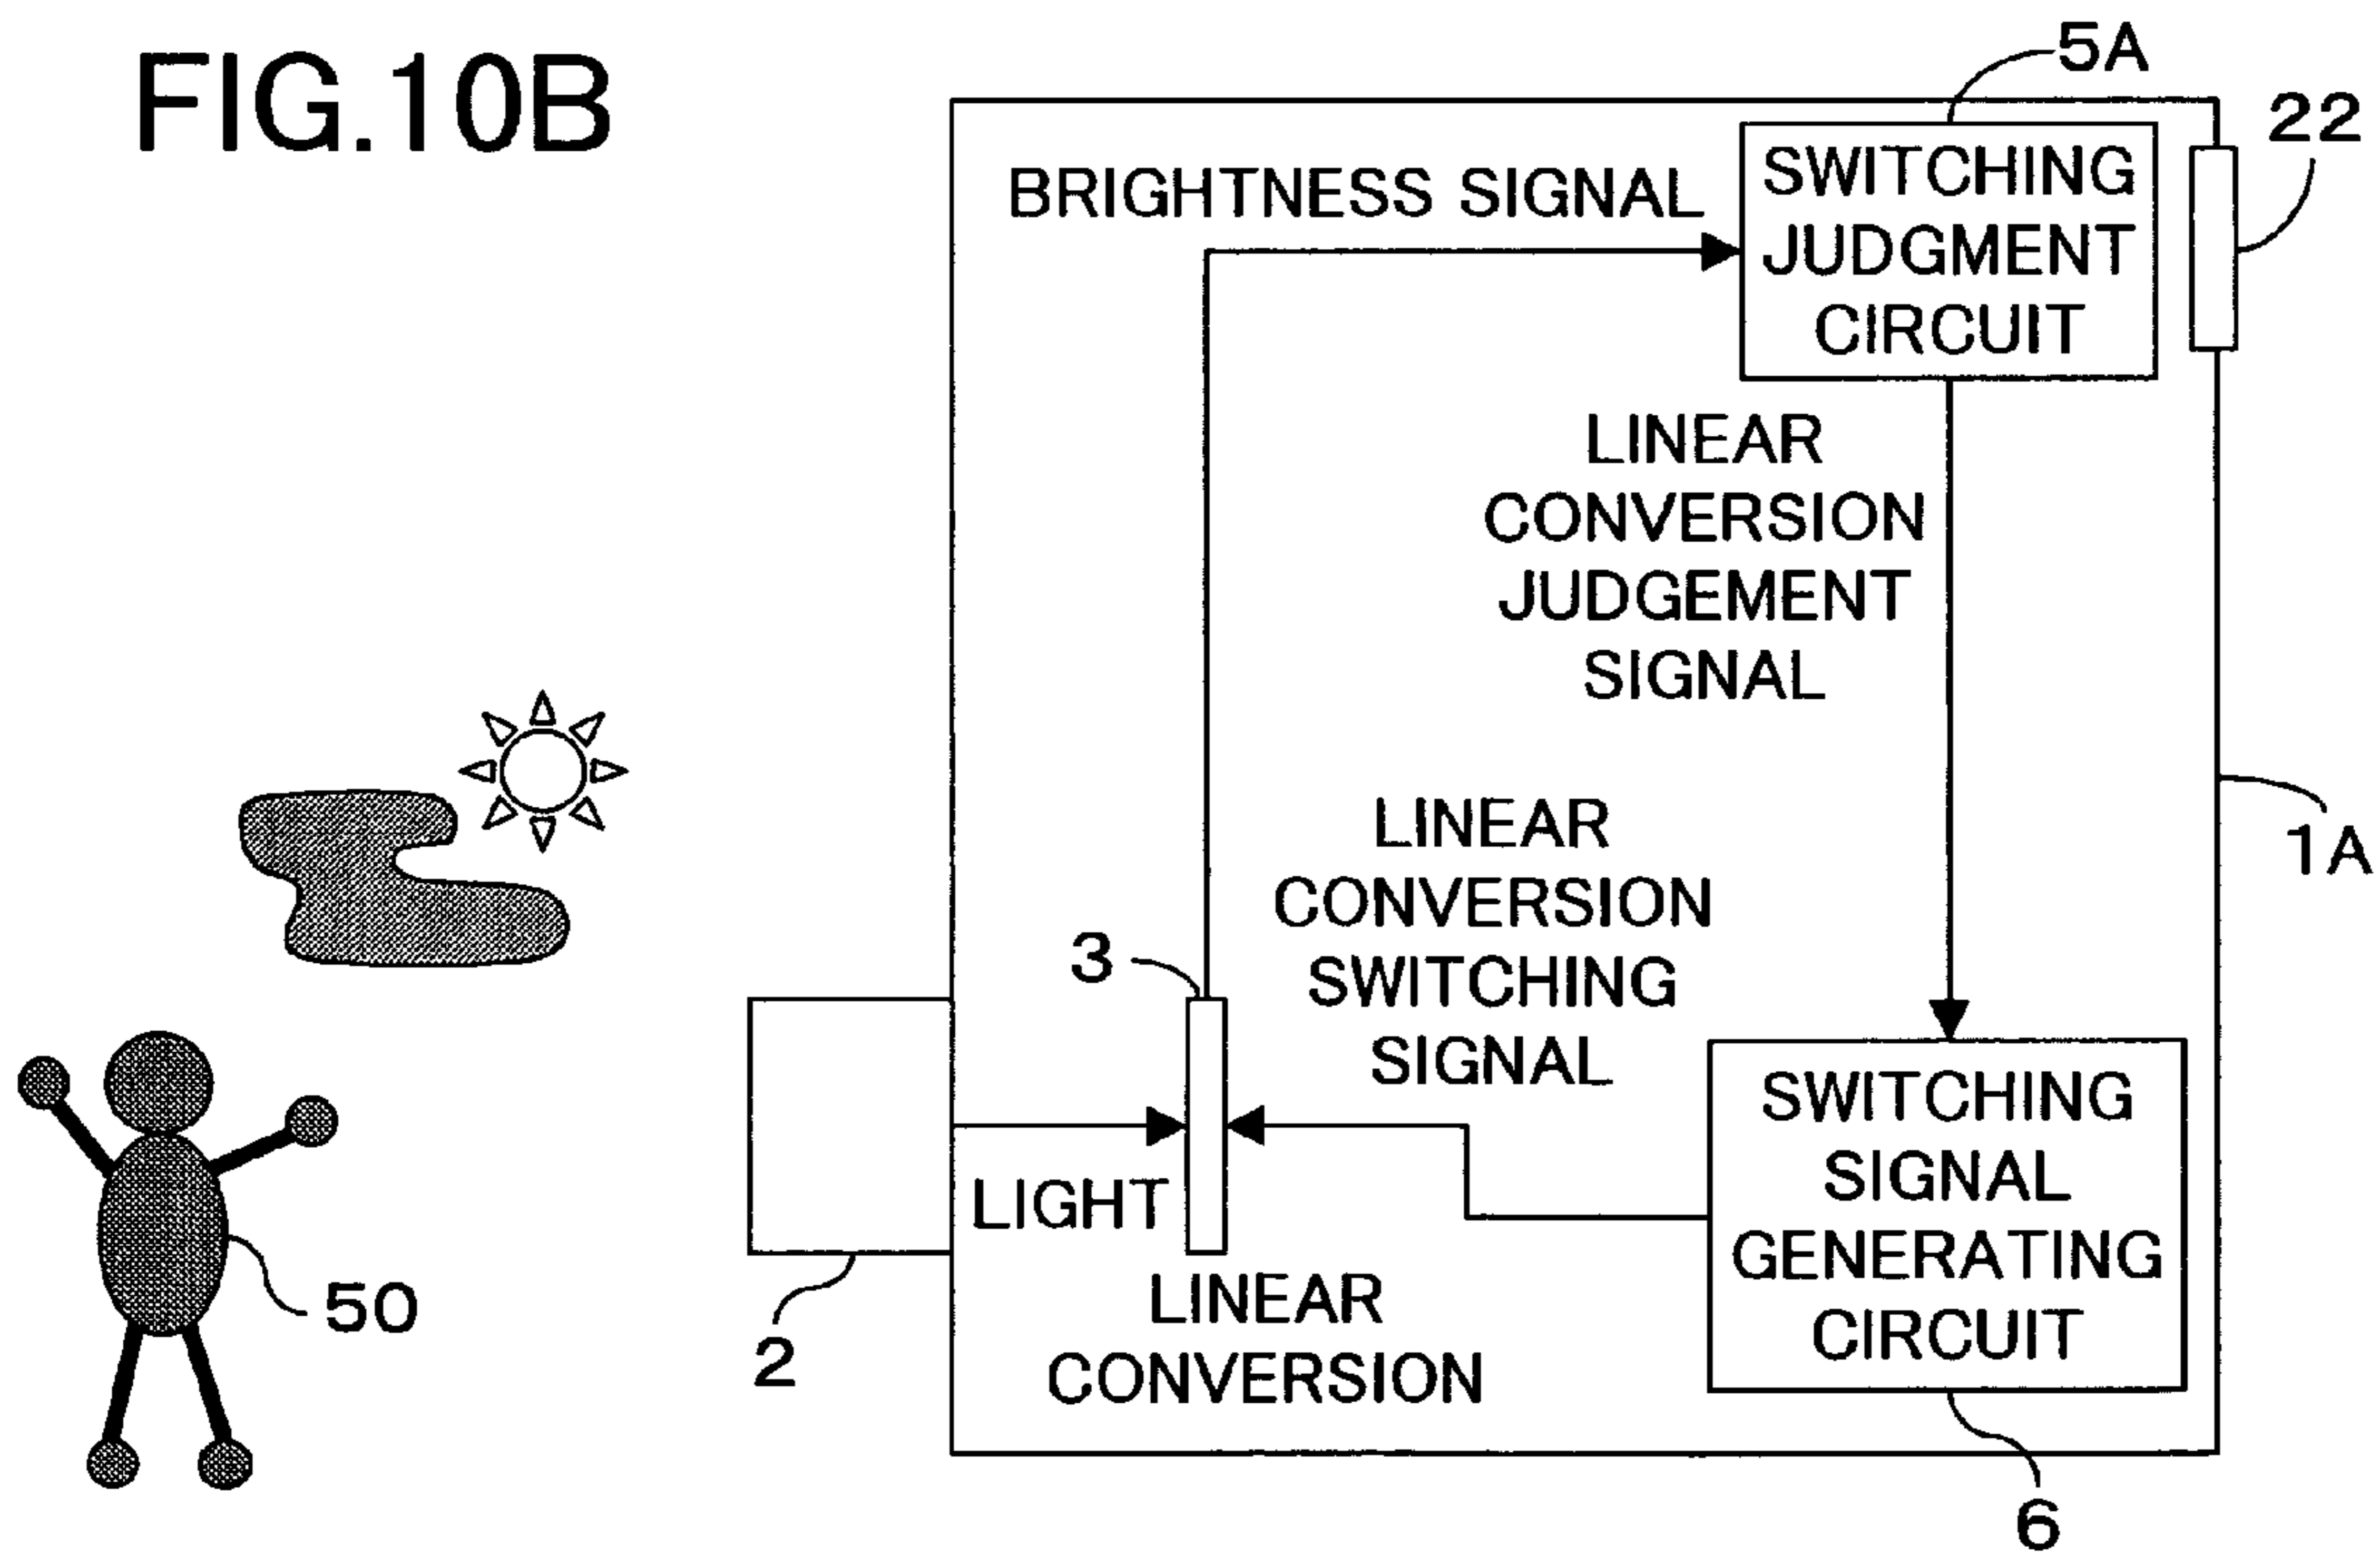 FIG.10B
5A
22
BRIGHTNESS SIGNAL
SWITCHING
JUDGMENT
CIRCUIT
LINEAR
CONVERSION
JUDGEMENT
SIGNAL
1A
LINEAR
CONVERSION
SWITCHING
SIGNAL
3
LIGHT
SWITCHING
SIGNAL
GENERATING
CIRCUIT
LINEAR
CONVERSION
50
2
6